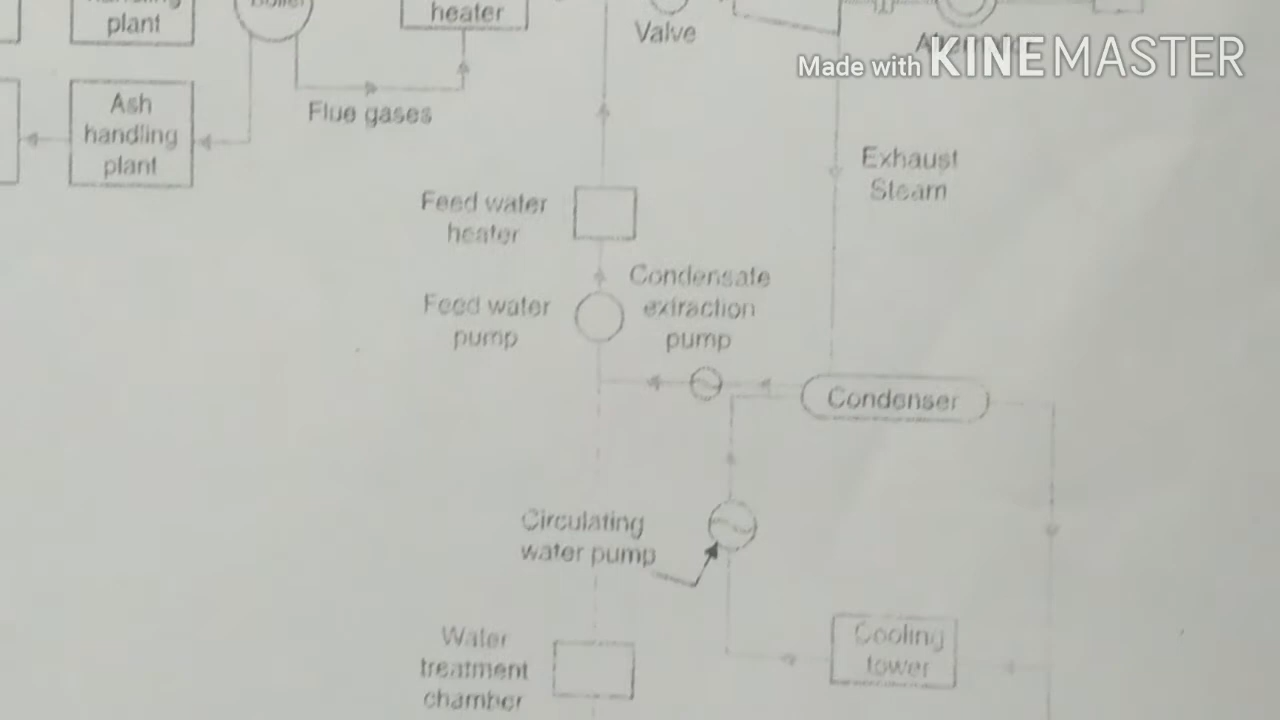 plant
heater
Valve
Made with KINEMASTER
Ash
handling
plant
Flue gases
Exhaust
Steam
Feed water
heater
Condensate
extraction
pump
Feed water
pump
Condenser
Circulating
water pump
Cooling
tower
Water
treatment
chamber